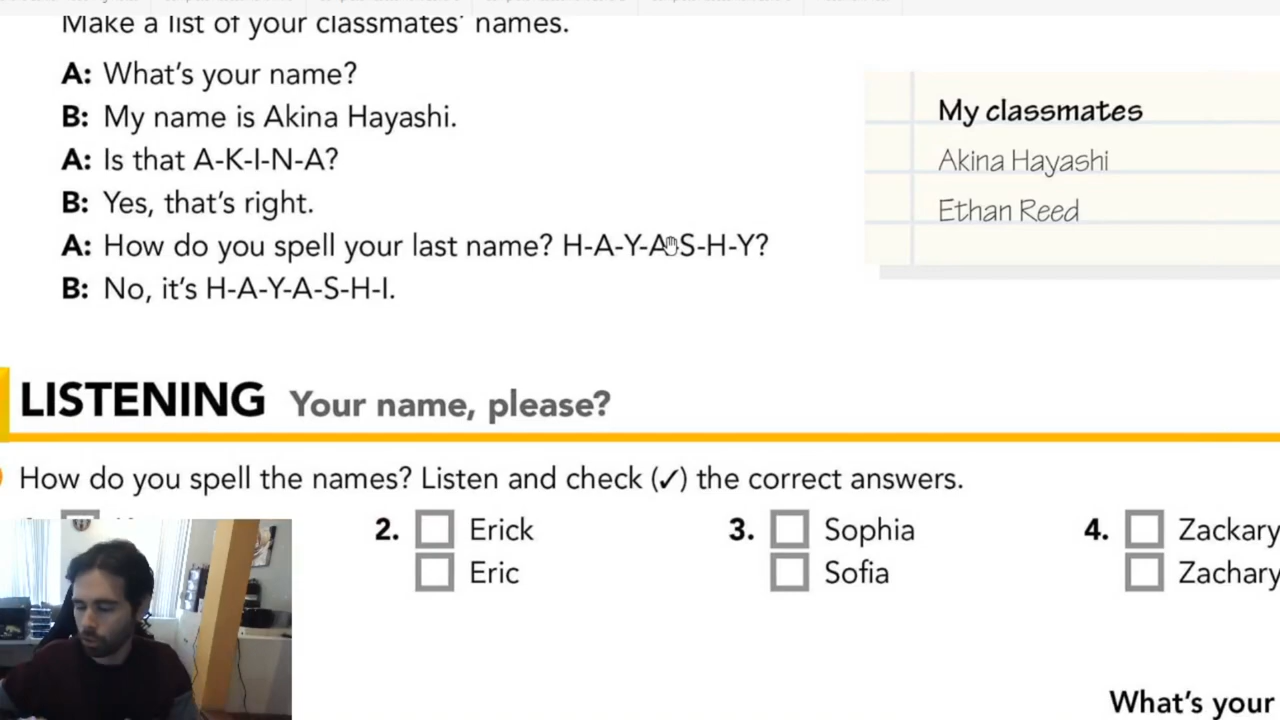 Make a list of your classmates' names.
A: What's your name?
B: My name is Akina Hayashi.
A: Is that A-K-I-N-A?
B: Yes, that's right.
A: How do you spell your last name? H-A-Y-A-S-H-Y?
B: No, it's H-A-Y-A-S-H-I.
My classmates
Akina Hayashi
Ethan Reed
LISTENING Your name, please?
How do you spell the names? Listen and check (✓) the correct answers.
2. Erick
Eric
3. Sophia
Sofia
4. Zackary
Zachary
What's your